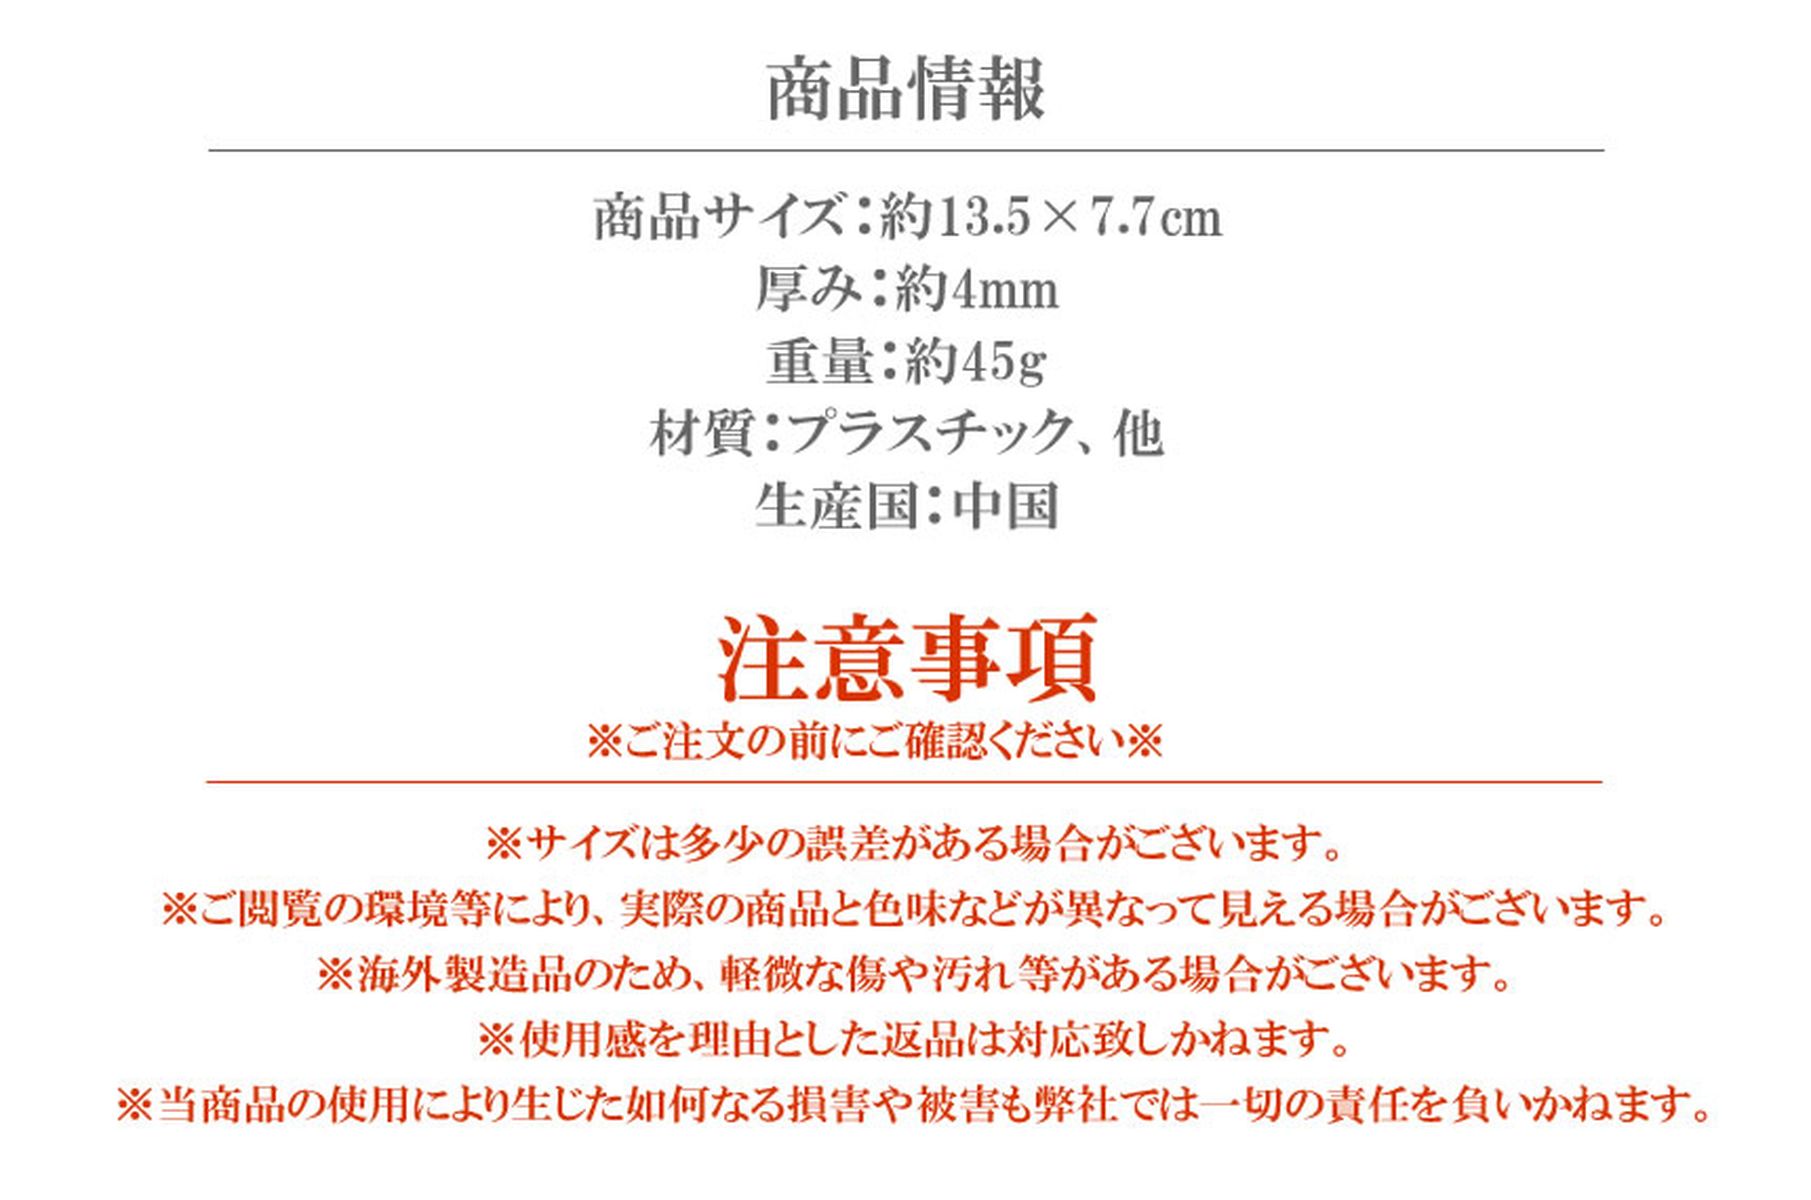 商品情報
商品サイズ：約13.5×7.7cm
厚み：約4mm
重量：約45g
材質：プラスチック、他
生産国：中国
注意事項
※ご注文の前にご確認ください※
※サイズは多少の誤差がある場合がございます。
※ご閲覧の環境等により、実際の商品と色味などが異なって見える場合がございます。
※海外製造品のため、軽微な傷や汚れ等がある場合がございます。
※使用感を理由とした返品は対応致しかねます。
※当商品の使用により生じた如何なる損害や被害も弊社では一切の責任を負いかねます。